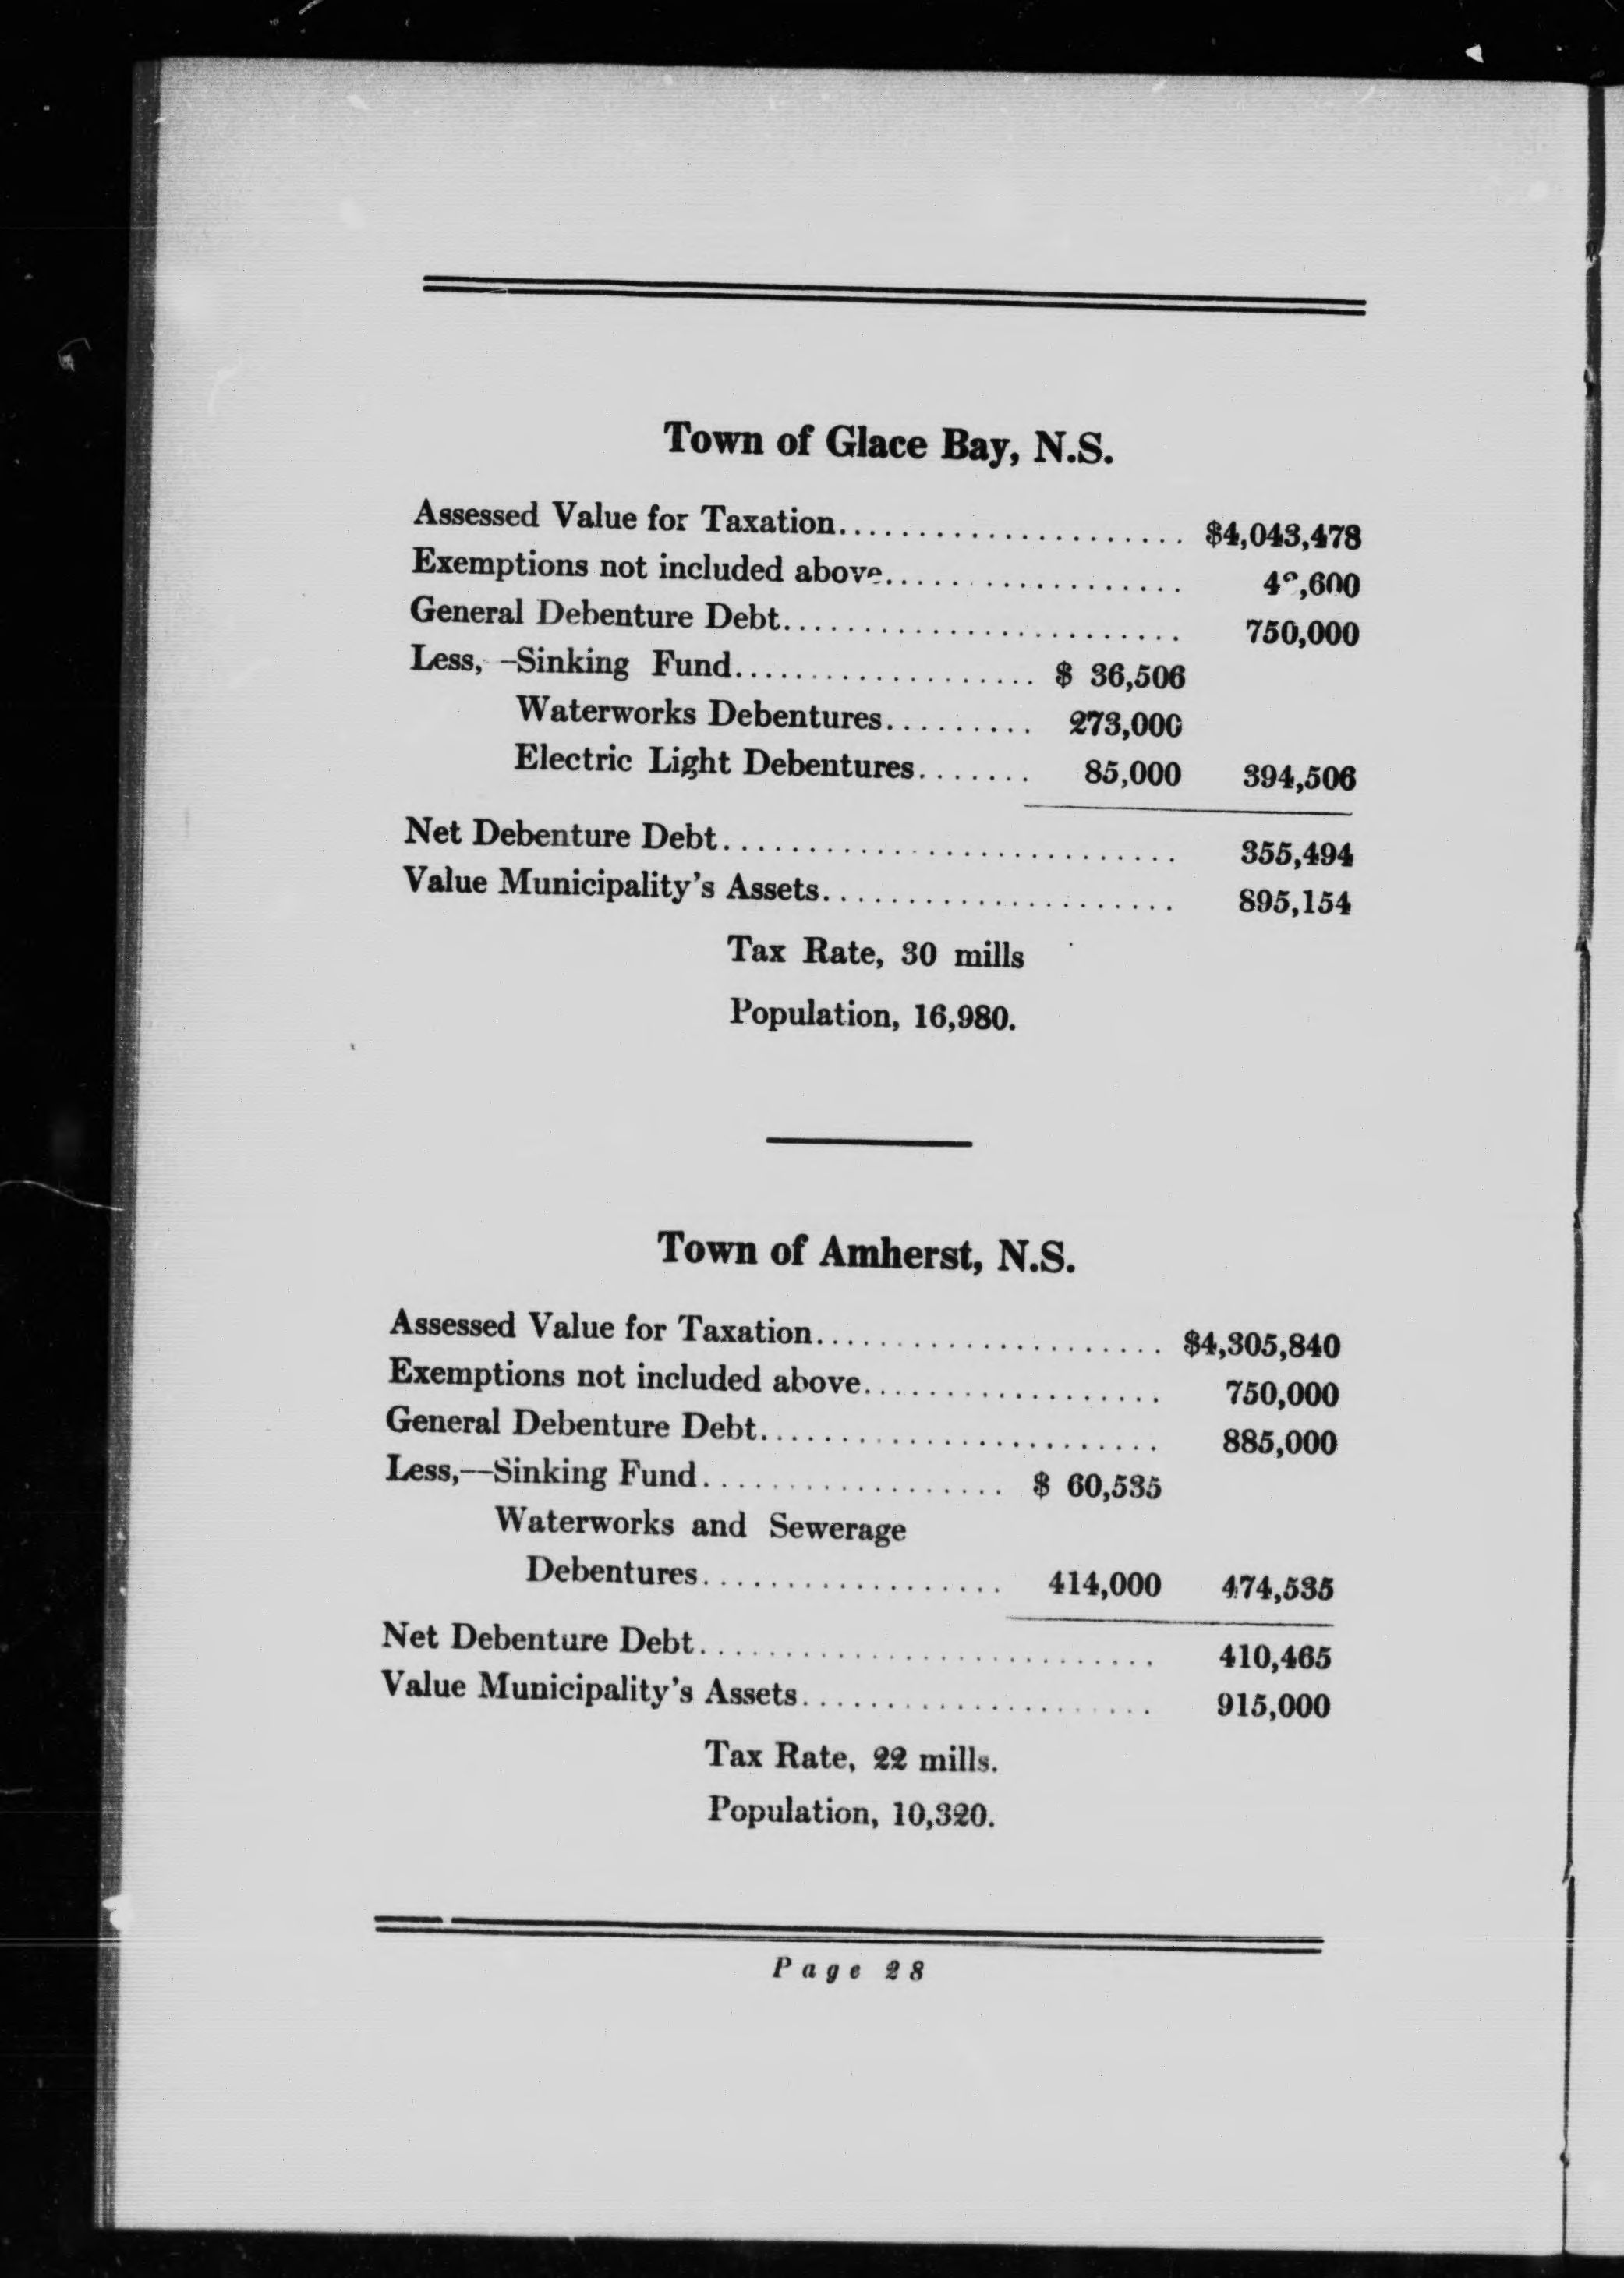 Town of Glace Bay, N.S.
Assessed Value for Taxation...................... $4,043,478
Exemptions not included above...................
General Debenture Debt......................... 750,000
Less, –Sinking Fund................... $ 36,506
Waterworks Debentures......... 273,000
Electric Light Debentures....... 85,000 394,506
Net Debenture Debt............................ 355,494
Value Municipality's Assets...................... 895,154
Tax Rate, 30 mills
Population, 16,980.
Town of Amherst, N.S.
Assessed Value for Taxation...................... $4,305,840
Exemptions not included above................... 750,000
General Debenture Debt......................... 885,000
Less,—Sinking Fund................... $ 60,535
Waterworks and Sewerage
Debentures................... 414,000 474,535
Net Debenture Debt............................ 410,465
Value Municipality's Assets...................... 915,000
Tax Rate, 22 mills.
Population, 10,320.
Page 28